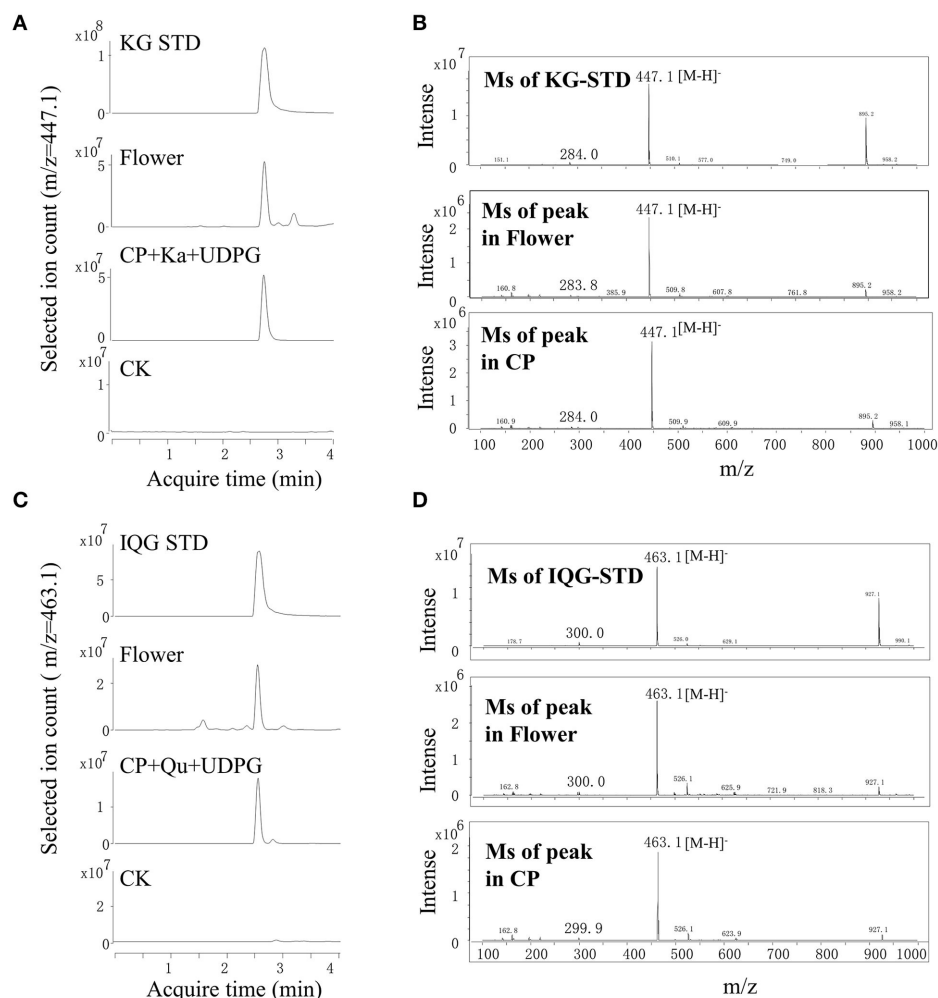 A
x10^8
KG STD
1
0
x10^7
Flower
5
0
x10^7
CP+Ka+UDPG
5
0
x10^7
CK
1
0
1 2 3 4
Acquire time (min)
Selected ion count (m/z=447.1)
B
x10^7
Ms of KG-STD
447.1 [M-H]-
1
0
Intense
151.1 284.0 510.1 577.0 749.0 895.2 958.2
x10^6
Ms of peak
in Flower
447.1 [M-H]-
2
1
0
Intense
160.8 283.8 385.9 509.8 607.8 761.8 895.2 958.2
x10^6
Ms of peak
in CP
447.1 [M-H]-
3
2
1
0
Intense
160.9 284.0 509.9 609.9 895.2 958.1
100 200 300 400 500 600 700 800 900 1000
m/z
C
x10^7
IQG STD
5
0
x10^7
Flower
2
0
x10^7
CP+Qu+UDPG
1
0
x10^7
CK
2
0
1 2 3 4
Acquire time (min)
Selected ion count ( m/z=463.1)
D
x10^7
Ms of IQG-STD
463.1 [M-H]-
1
0
Intense
178.7 300.0 526.0 629.1 927.1 990.1
x10^6
Ms of peak
in Flower
463.1 [M-H]-
2
1
0
Intense
162.8 300.0 526.1 625.9 721.9 818.3 927.1
x10^6
Ms of peak
in CP
463.1 [M-H]-
2
1
0
Intense
162.8 299.9 526.1 623.9 927.1
100 200 300 400 500 600 700 800 900 1000
m/z